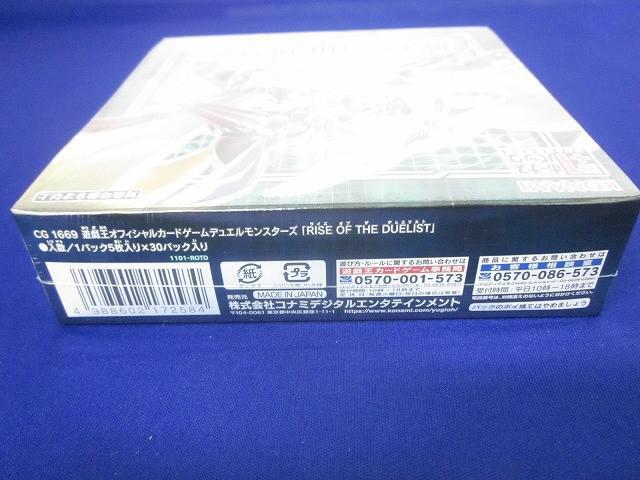 KONAMI
CG 1669 遊戯王オフィシャルカードゲームデュエルモンスターズ「RISE OF THE DUELIST」
●入数/1パック5枚入り×30パック入り
1101-ROTD
4 988602 172584
紙
プラ
発売元 MADE IN JAPAN
株式会社コナミデジタルエンタテインメント
〒104-0061 東京都中央区銀座1-11-1 https://www.konami.com/yugioh/
遊び方・ルールに関するお問い合わせは
遊戯王カードゲーム事務局
0570-001-573
商品に関するお問い合わせは
お客様相談室
0570-086-573
受付時間:平日10時~18時まで
パックのポイ捨てはやめましょう